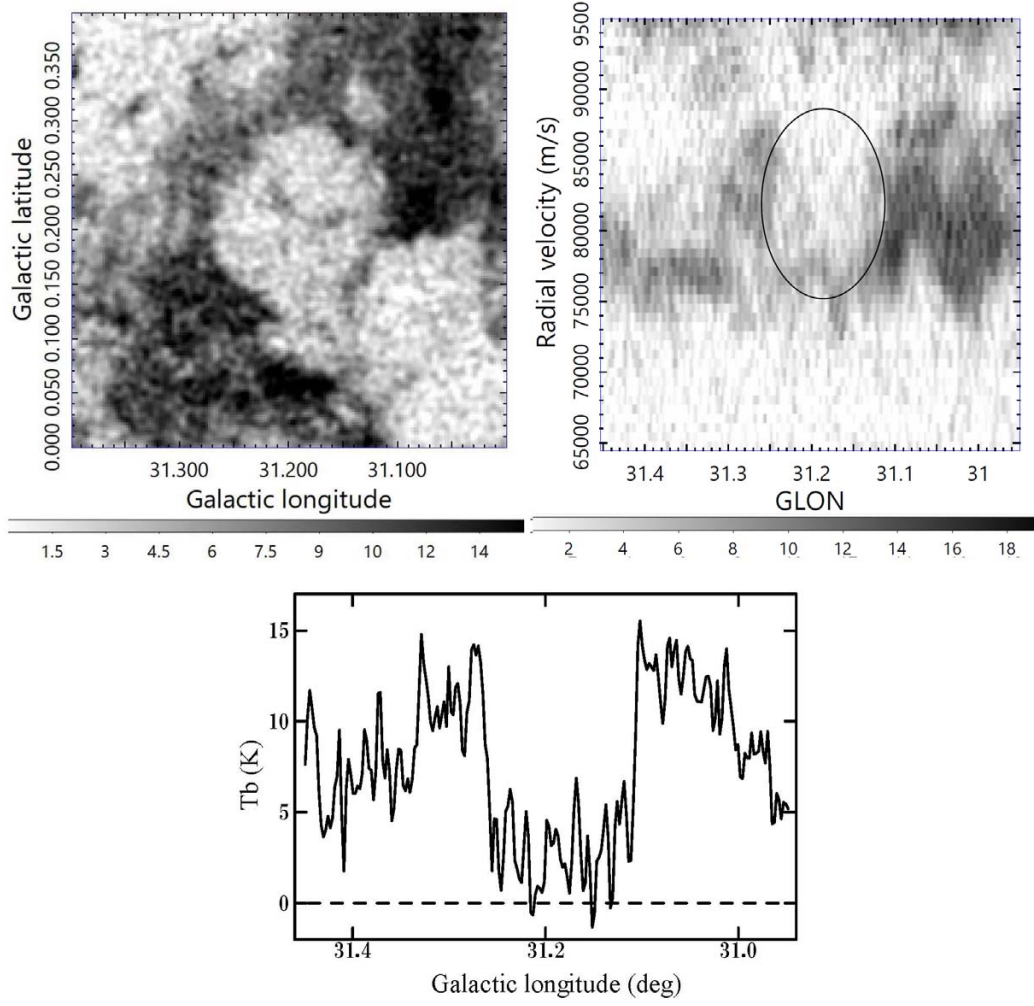 Galactic latitude
0.000 0.050 0.100 0.150 0.200 0.250 0.300 0.350
31.300 31.200 31.100
Galactic longitude
1.5 3 4.5 6 7.5 9 10 12 14
Radial velocity (m/s)
65000 70000 75000 80000 85000 90000 9500
31.4 31.3 31.2 31.1 31
GLON
2 4 6 8 10 12 14 16 18
Tb (K)
15
10
5
0
31.4 31.2 31.0
Galactic longitude (deg)